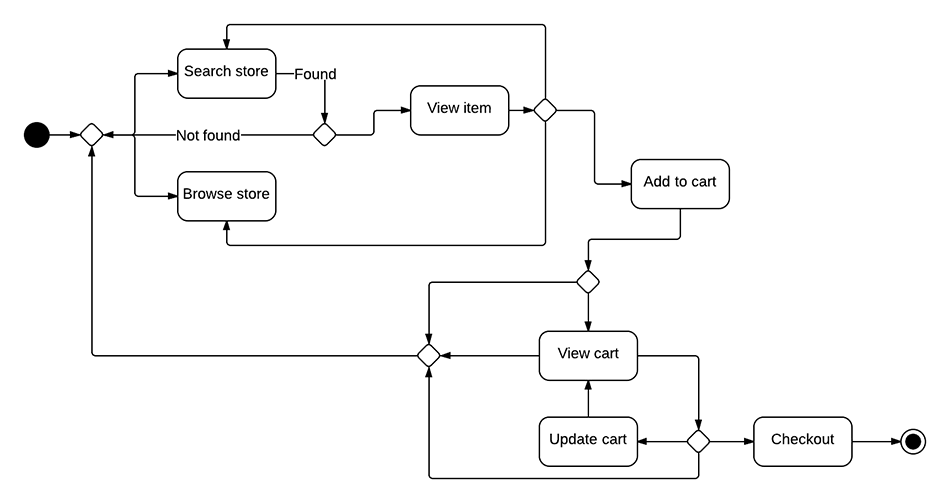 Search store
Found
View item
Not found
Add to cart
Browse store
View cart
Update cart
Checkout